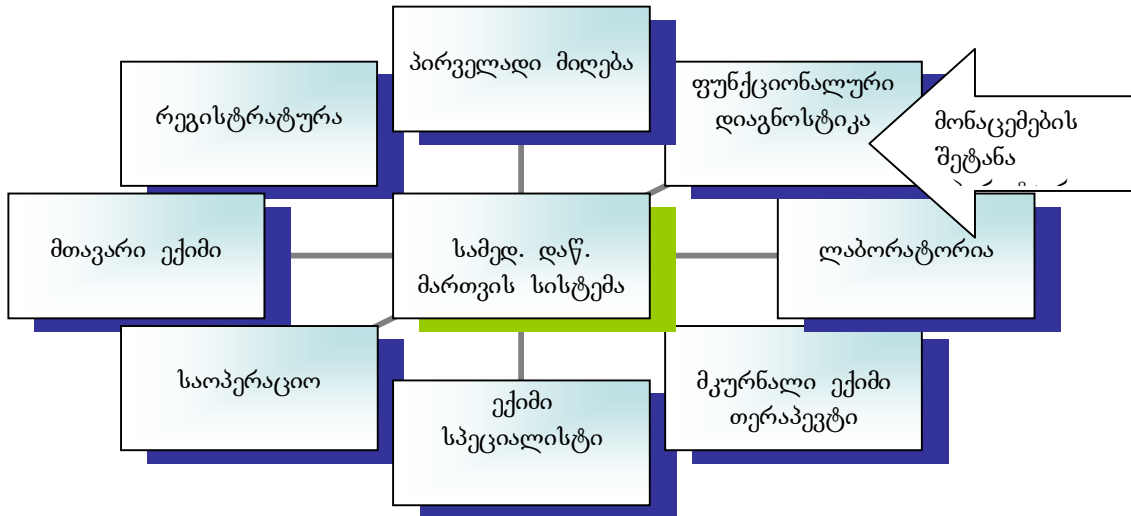 პირველადი მიღება
რეგისტრატურა
ფუნქციონალური
დიაგნოსტიკა
მონაცემების
შეტანა
მთავარი ექიმი
სამედ. დაწ.
მართვის სისტემა
ლაბორატორია
საოპერაციო
ექიმი
სპეციალისტი
მკურნალი ექიმი
თერაპევტი